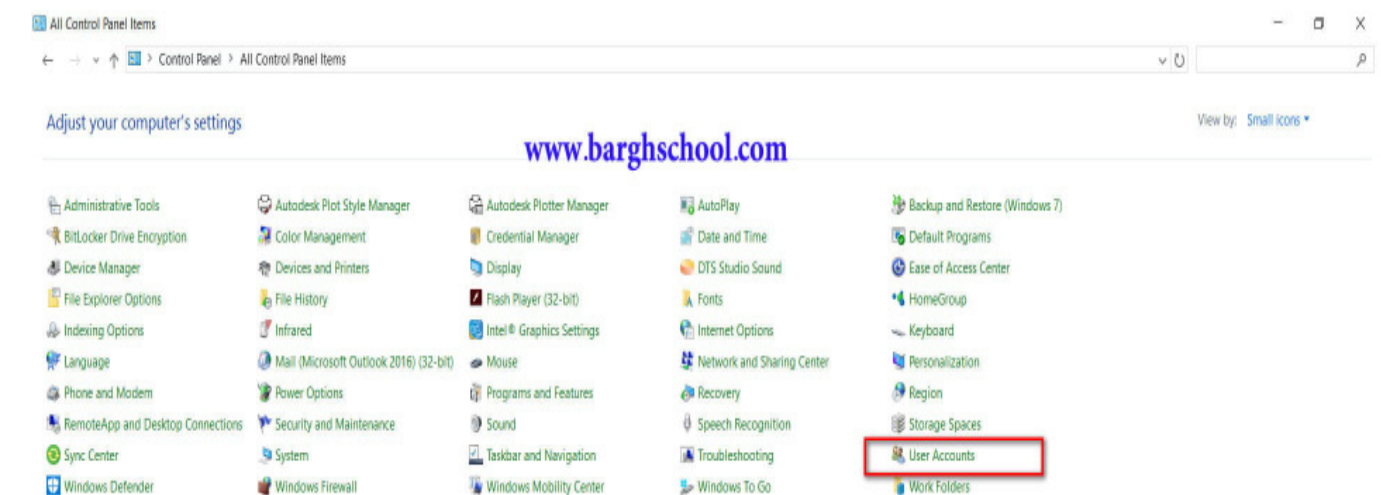 All Control Panel Items
Control Panel > All Control Panel Items
Adjust your computer's settings
View by: Small icons
www.barghschool.com
Administrative Tools Autodesk Plot Style Manager Autodesk Plotter Manager AutoPlay Backup and Restore (Windows 7)
BitLocker Drive Encryption Color Management Credential Manager Date and Time Default Programs
Device Manager Devices and Printers Display DTS Studio Sound Ease of Access Center
File Explorer Options File History Flash Player (32-bit) Fonts HomeGroup
Indexing Options Infrared Intel® Graphics Settings Internet Options Keyboard
Language Mail (Microsoft Outlook 2016) (32-bit) Mouse Network and Sharing Center Personalization
Phone and Modem Power Options Programs and Features Recovery Region
RemoteApp and Desktop Connections Security and Maintenance Sound Speech Recognition Storage Spaces
Sync Center System Taskbar and Navigation Troubleshooting User Accounts
Windows Defender Windows Firewall Windows Mobility Center Windows To Go Work Folders